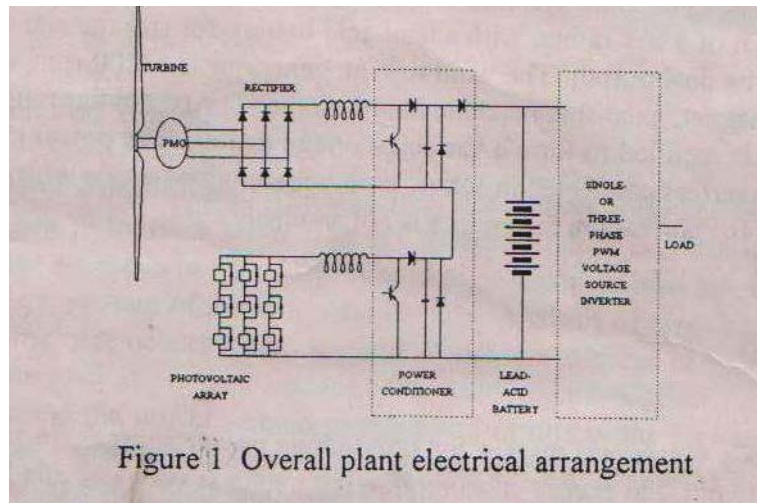 TURBINE
RECTIFIER
PMG
SINGLE-
OR
THREE-
PHASE
PWM
VOLTAGE
SOURCE
INVERTER
LOAD
PHOTOVOLTAIC
ARRAY
POWER
CONDITIONER
LEAD-
ACID
BATTERY
Figure 1 Overall plant electrical arrangement